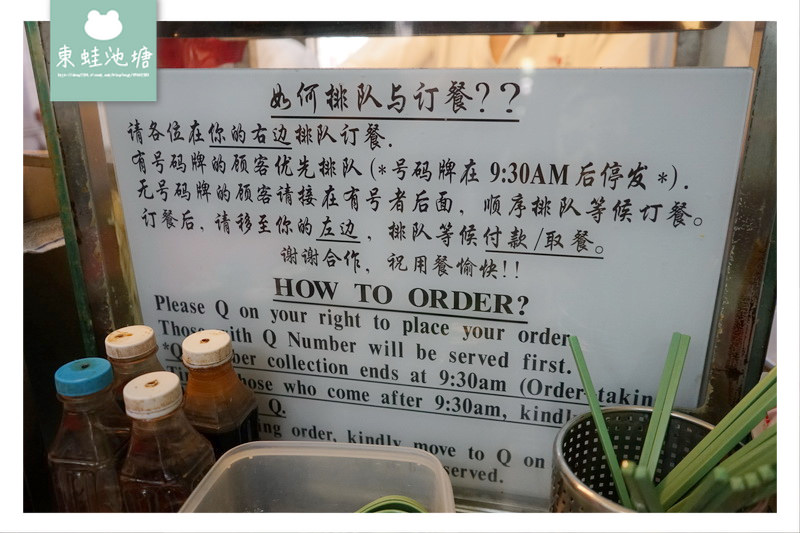 東蛙池塘
如何排队与订餐??
请各位在你的右边排队订餐.
有号码牌的顾客优先排队(*号码牌在 9:30AM 后停发 *).
无号码牌的顾客请接在有号者后面, 顺序排队等候订餐。
订餐后, 请移至你的左边, 排队等候付款/取餐。
谢谢合作, 祝用餐愉快!!
HOW TO ORDER?
Please Q on your right to place your order
Those with Q Number will be served first.
collection ends at 9:30am (Order taking
those who come after 9:30am,
Q.
order, kindly move to Q on
served.